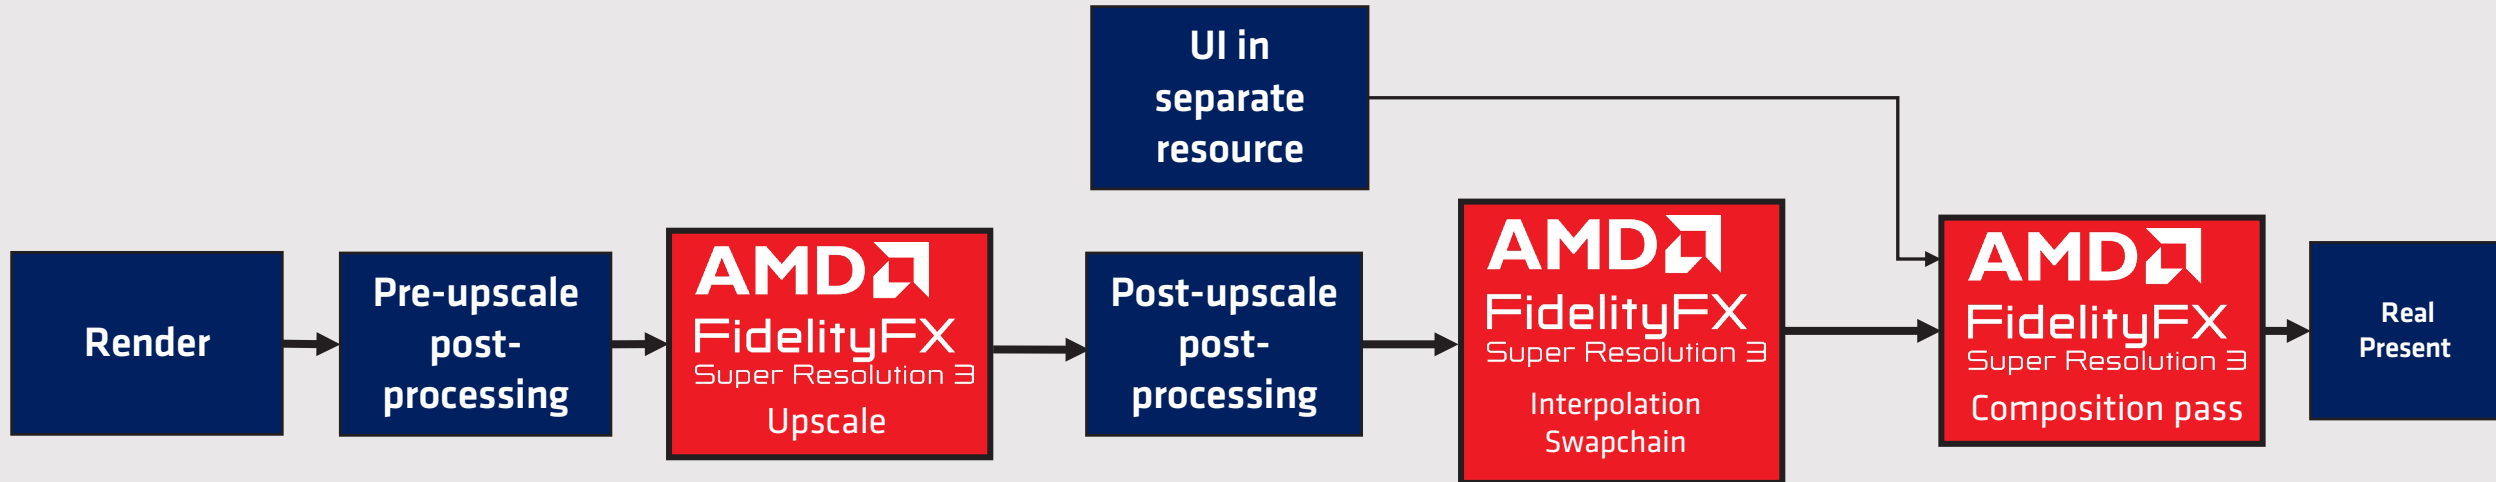 UI in
separate
resource
Render
Pre-upscale
post-
processing
AMD
FidelityFX
Super Resolution 3
Upscale
Post-upscale
post-
processing
AMD
FidelityFX
Super Resolution 3
Interpolation
Swapchain
AMD
FidelityFX
Super Resolution 3
Composition pass
Real
Present